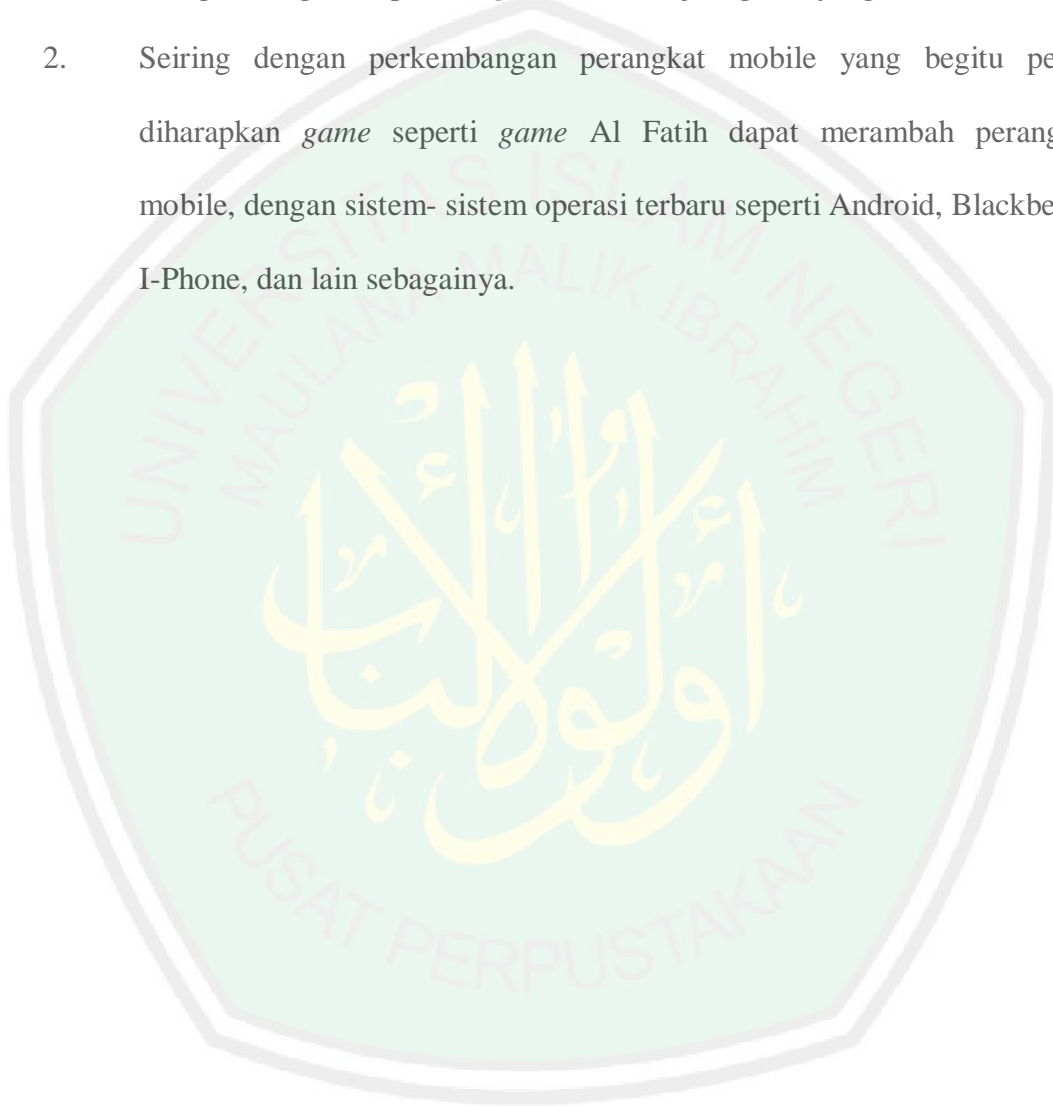 2. Seiring dengan perkembangan perangkat mobile yang begitu pe
diharapkan game seperti game Al Fatih dapat merambah perang
mobile, dengan sistem- sistem operasi terbaru seperti Android, Blackbe
I-Phone, dan lain sebagainya.
UNIVERSITAS ISLAM NEGERI
MAULANA MALIK IBRAHIM
أولوا الألباب
PUSAT PERPUSTAKAAN